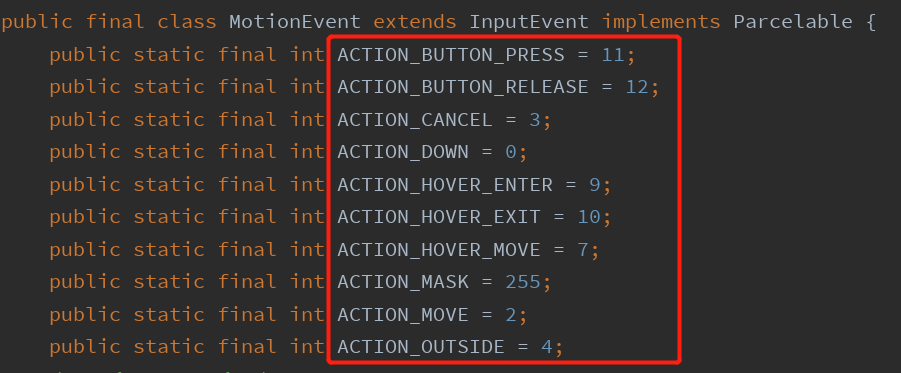 public final class MotionEvent extends InputEvent implements Parcelable {
public static final int ACTION_BUTTON_PRESS = 11;
public static final int ACTION_BUTTON_RELEASE = 12;
public static final int ACTION_CANCEL = 3;
public static final int ACTION_DOWN = 0;
public static final int ACTION_HOVER_ENTER = 9;
public static final int ACTION_HOVER_EXIT = 10;
public static final int ACTION_HOVER_MOVE = 7;
public static final int ACTION_MASK = 255;
public static final int ACTION_MOVE = 2;
public static final int ACTION_OUTSIDE = 4;